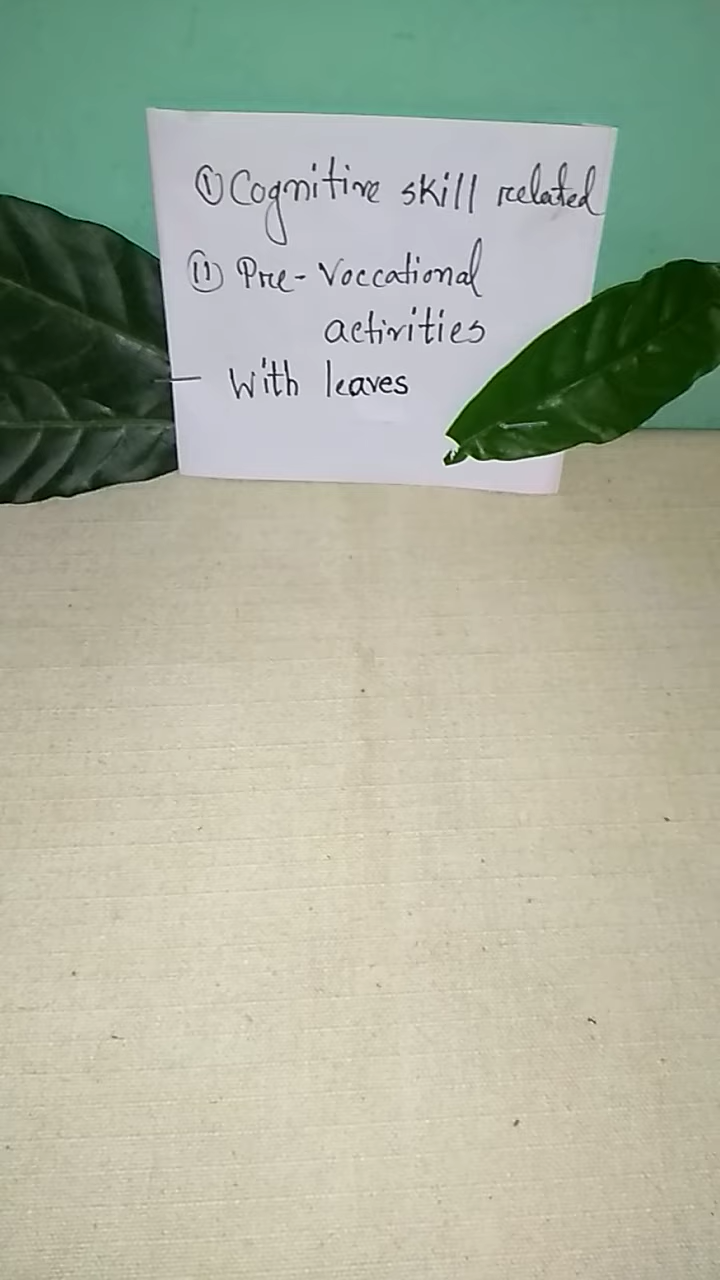 ① Cognitive skill related
⑪ Pre-Voccational
activities
With leaves